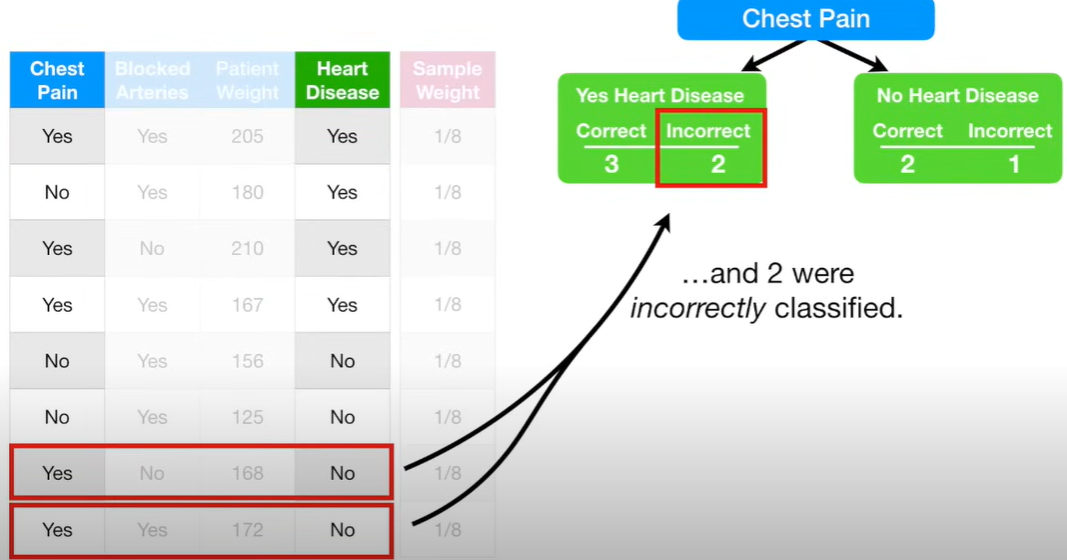 Chest Pain
Chest Pain Blocked Arteries Patient Weight Heart Disease Sample Weight
Yes Yes 205 Yes 1/8
No Yes 180 Yes 1/8
Yes No 210 Yes 1/8
Yes Yes 167 Yes 1/8
No Yes 156 No 1/8
No Yes 125 No 1/8
Yes No 168 No 1/8
Yes Yes 172 No 1/8
Yes Heart Disease
Correct Incorrect
3 2
No Heart Disease
Correct Incorrect
2 1
…and 2 were
incorrectly classified.